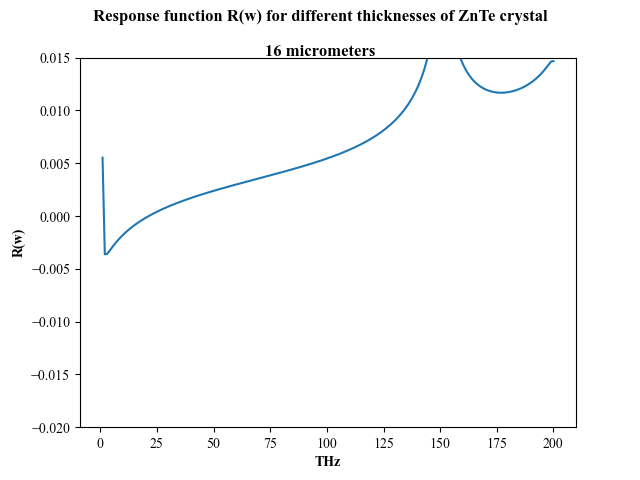 Response function R(w) for different thicknesses of ZnTe crystal
16 micrometers
0.015
0.010
0.005
0.000
−0.005
−0.010
−0.015
−0.020
R(w)
0 25 50 75 100 125 150 175 200
THz